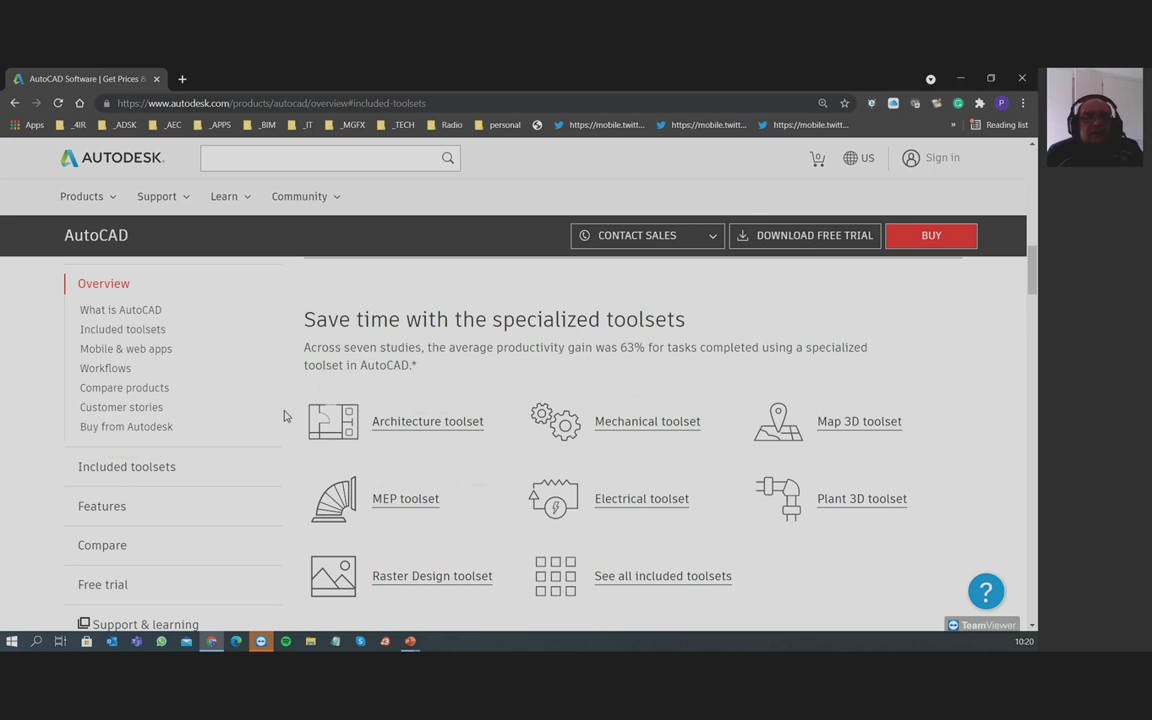 AutoCAD Software | Get Prices &
https://www.autodesk.com/products/autocad/overview#included-toolsets
P
Apps _4IR _ADSK _AEC _APPS _BIM _IT _MGFX _TECH Radio personal https://mobile.twitt... https://mobile.twitt... https://mobile.twitt... » Reading list
AUTODESK. 0 US Sign in
Products Support Learn Community
AutoCAD CONTACT SALES DOWNLOAD FREE TRIAL BUY
Overview
What is AutoCAD
Included toolsets
Mobile & web apps
Workflows
Compare products
Customer stories
Buy from Autodesk
Included toolsets
Features
Compare
Free trial
Support & learning
Save time with the specialized toolsets
Across seven studies, the average productivity gain was 63% for tasks completed using a specialized
toolset in AutoCAD.*
Architecture toolset Mechanical toolset Map 3D toolset
MEP toolset Electrical toolset Plant 3D toolset
Raster Design toolset See all included toolsets
?
TeamViewer
10:20